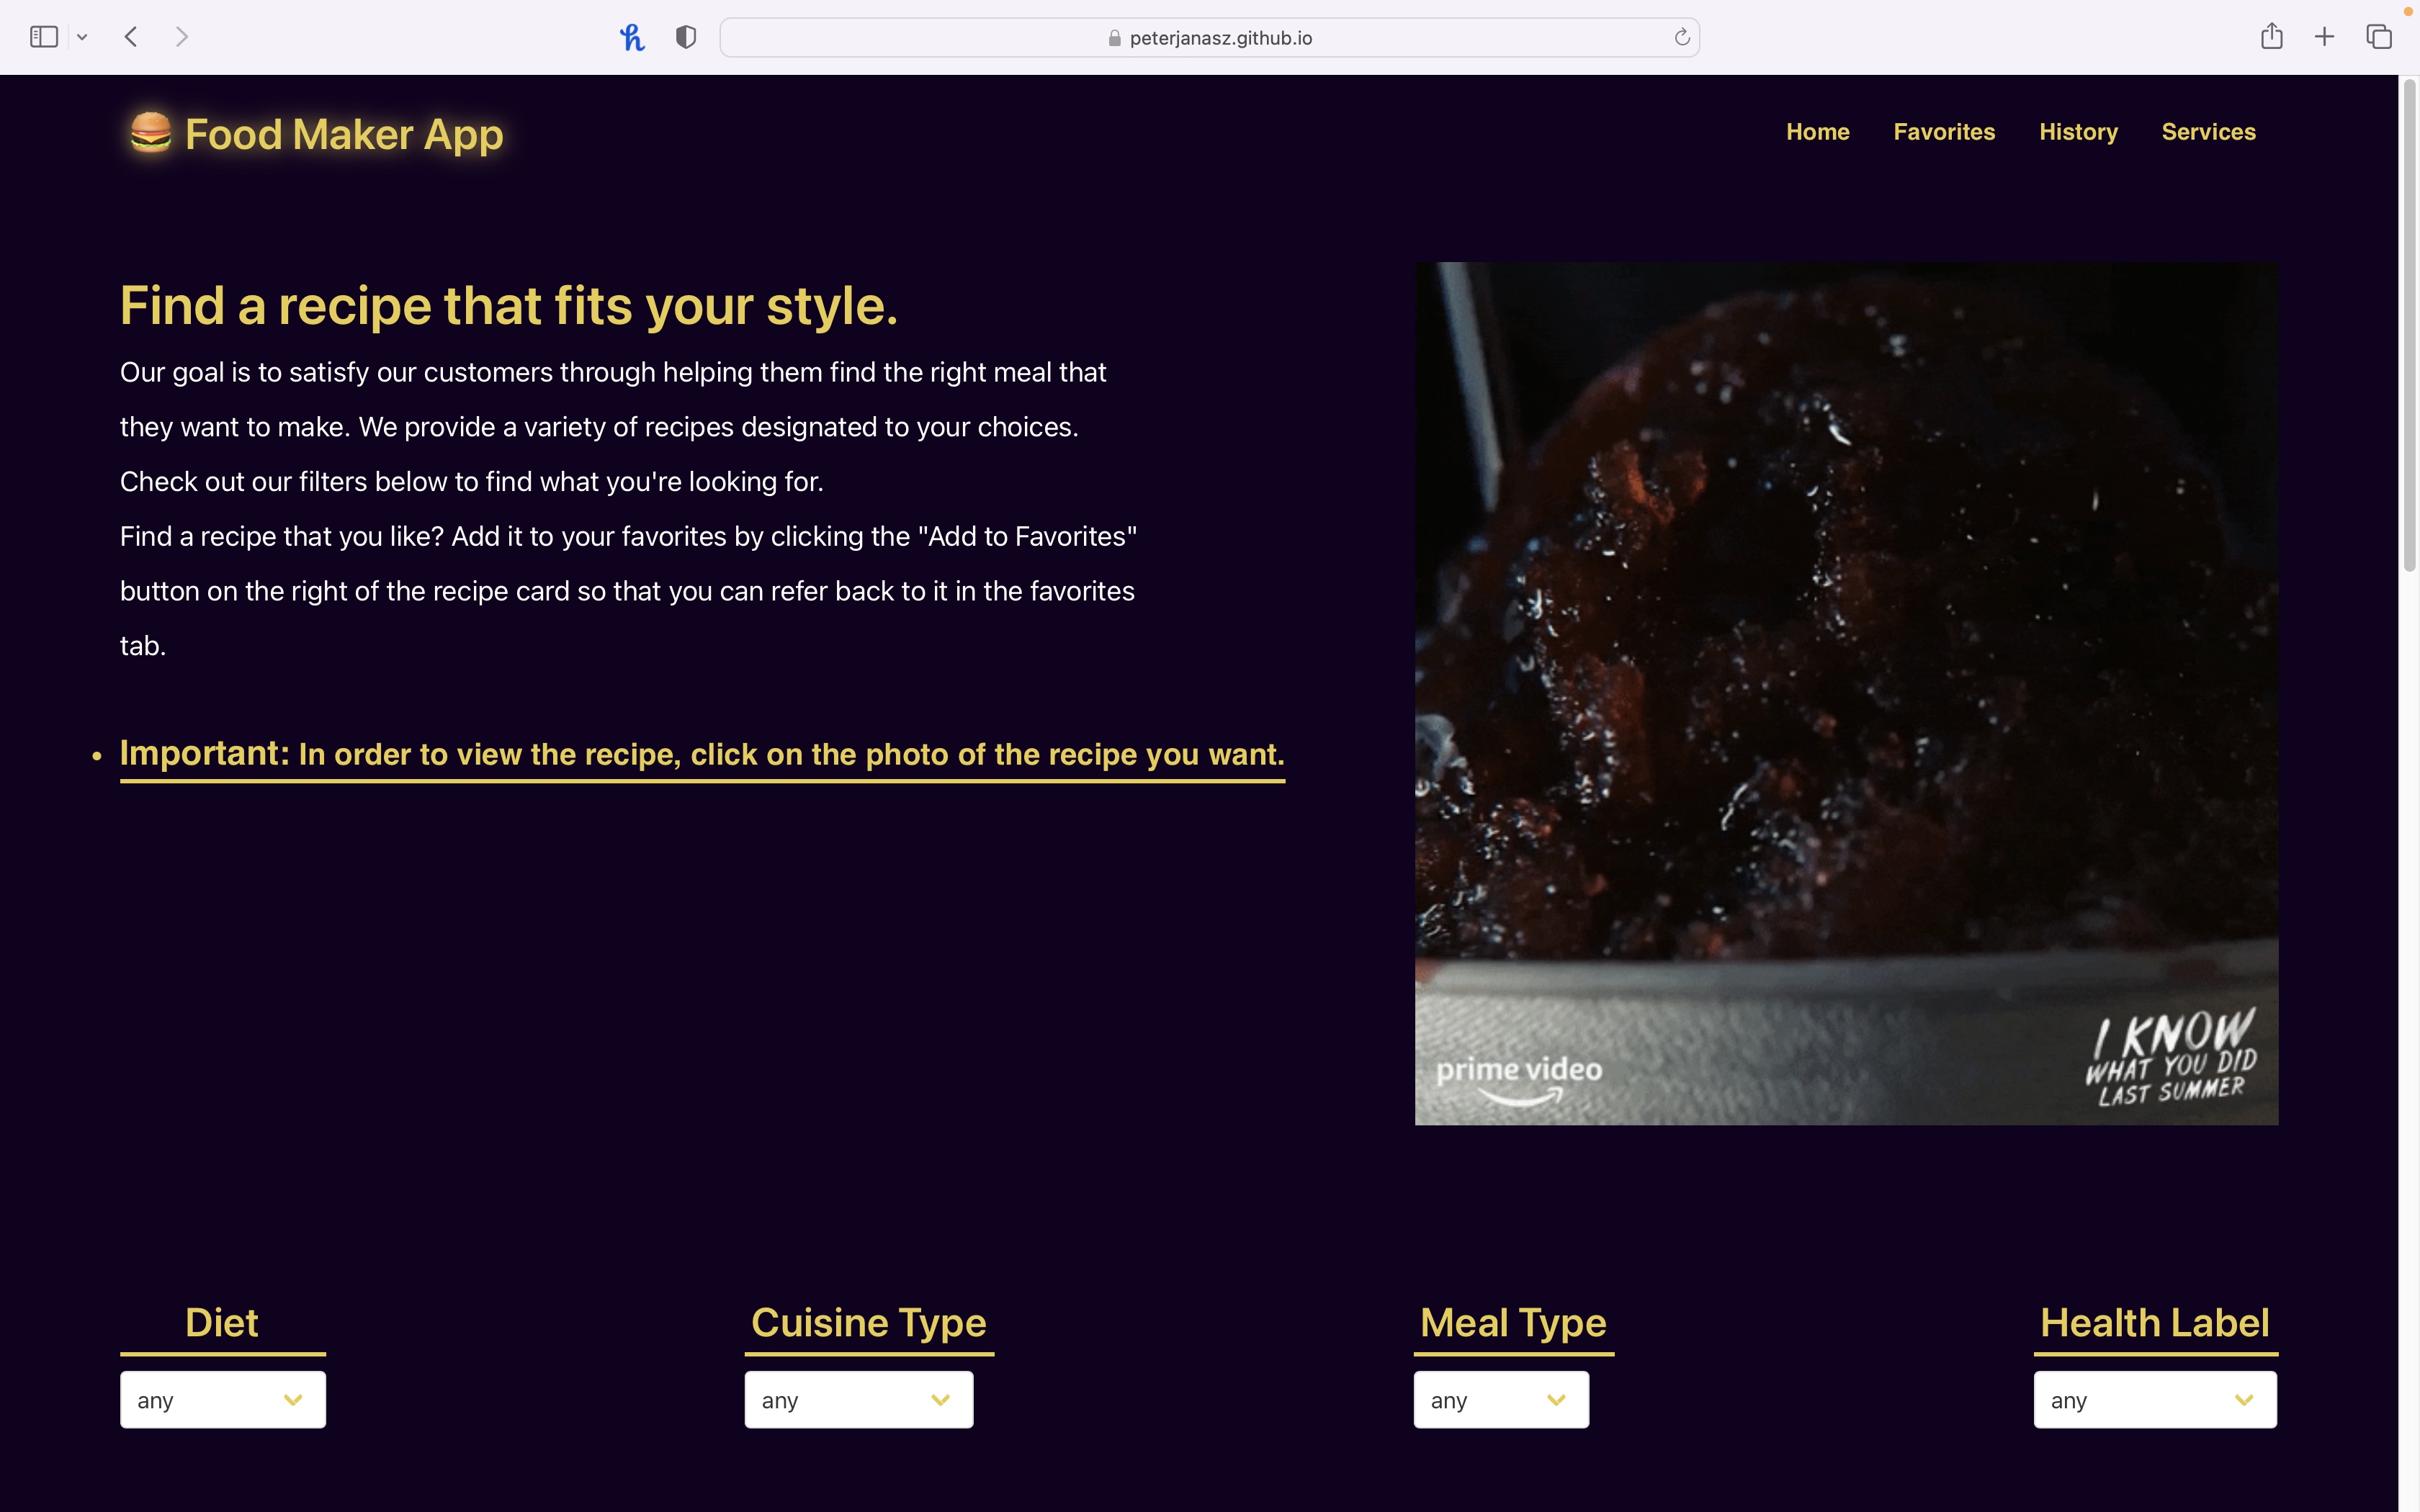 peterjanasz.github.io
Food Maker App
Home Favorites History Services
Find a recipe that fits your style.
Our goal is to satisfy our customers through helping them find the right meal that
they want to make. We provide a variety of recipes designated to your choices.
Check out our filters below to find what you're looking for.
Find a recipe that you like? Add it to your favorites by clicking the "Add to Favorites"
button on the right of the recipe card so that you can refer back to it in the favorites
tab.
• Important: In order to view the recipe, click on the photo of the recipe you want.
prime video
I KNOW
WHAT YOU DID
LAST SUMMER
Diet Cuisine Type Meal Type Health Label
any any any any